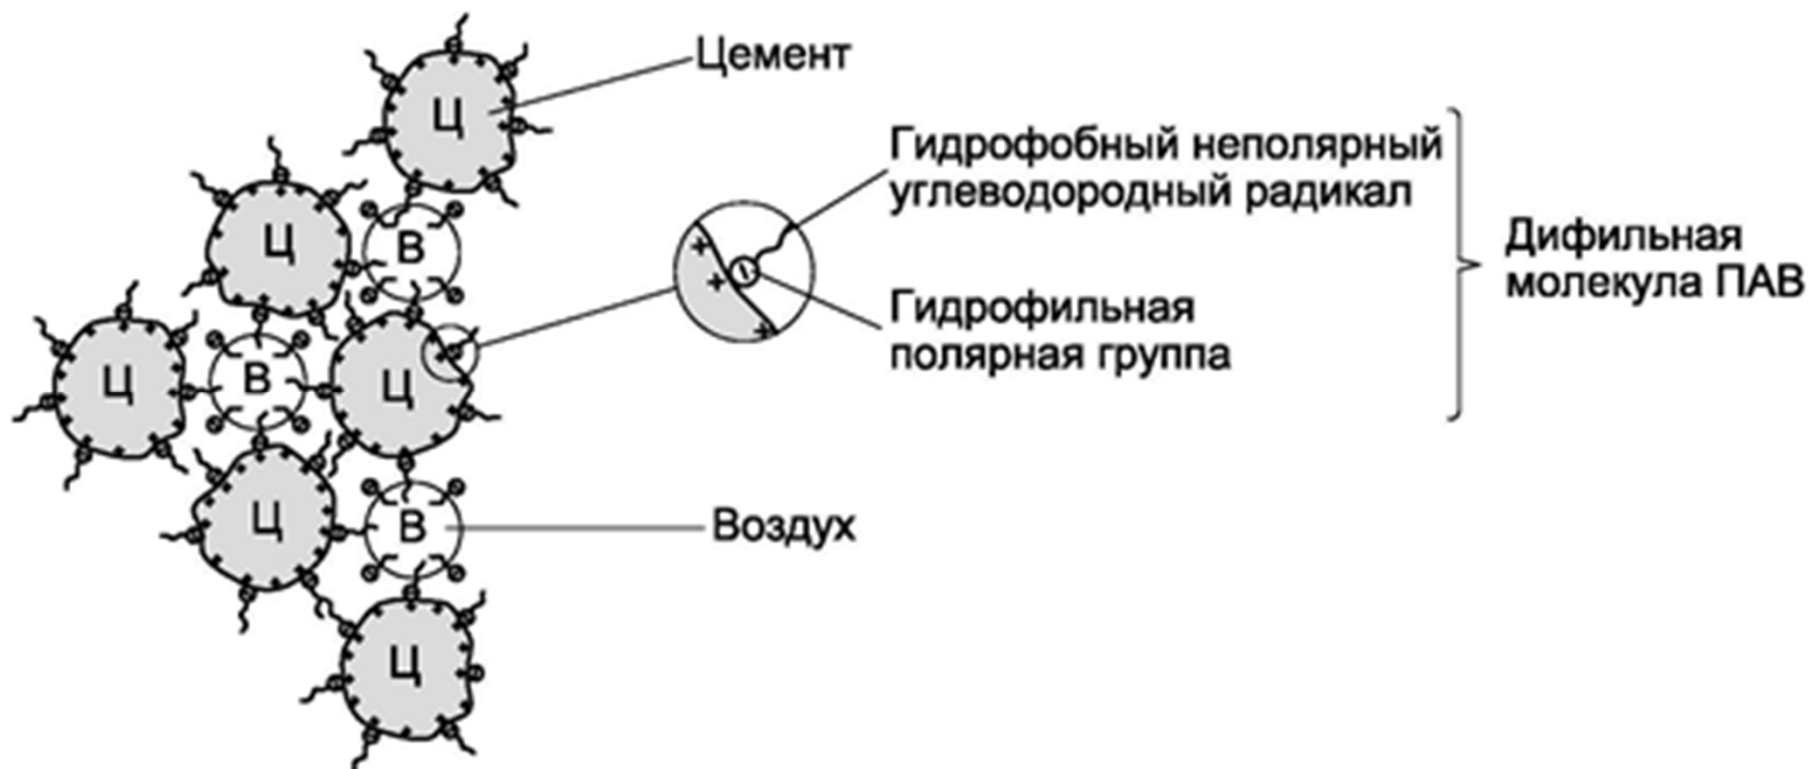 Цемент
Ц
Гидрофобный неполярный
углеводородный радикал
Дифильная
молекула ПАВ
Ц
В
Гидрофильная
полярная группа
Ц
В
Ц
Ц
В
Воздух
Ц